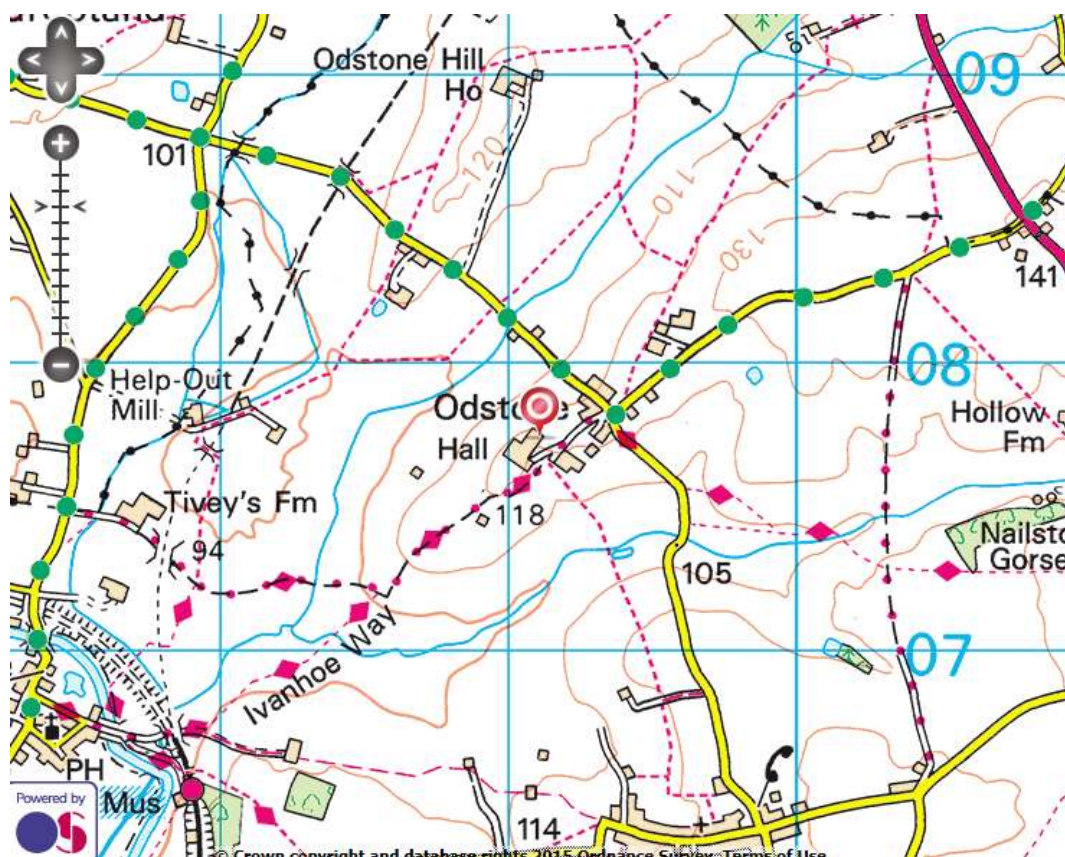 51
09
Odstone Hill
Ho
101
120
110
130
141
08
Help-Out
Mill
Odstone
Hall
Hollow
Fm
Tivey's Fm
118
94
Nailsto
Gorse
105
07
Ivanhoe Way
PH
Mus
114
Powered by
OS
© Crown copyright and database rights 2015 Ordnance Survey. Terms of Use